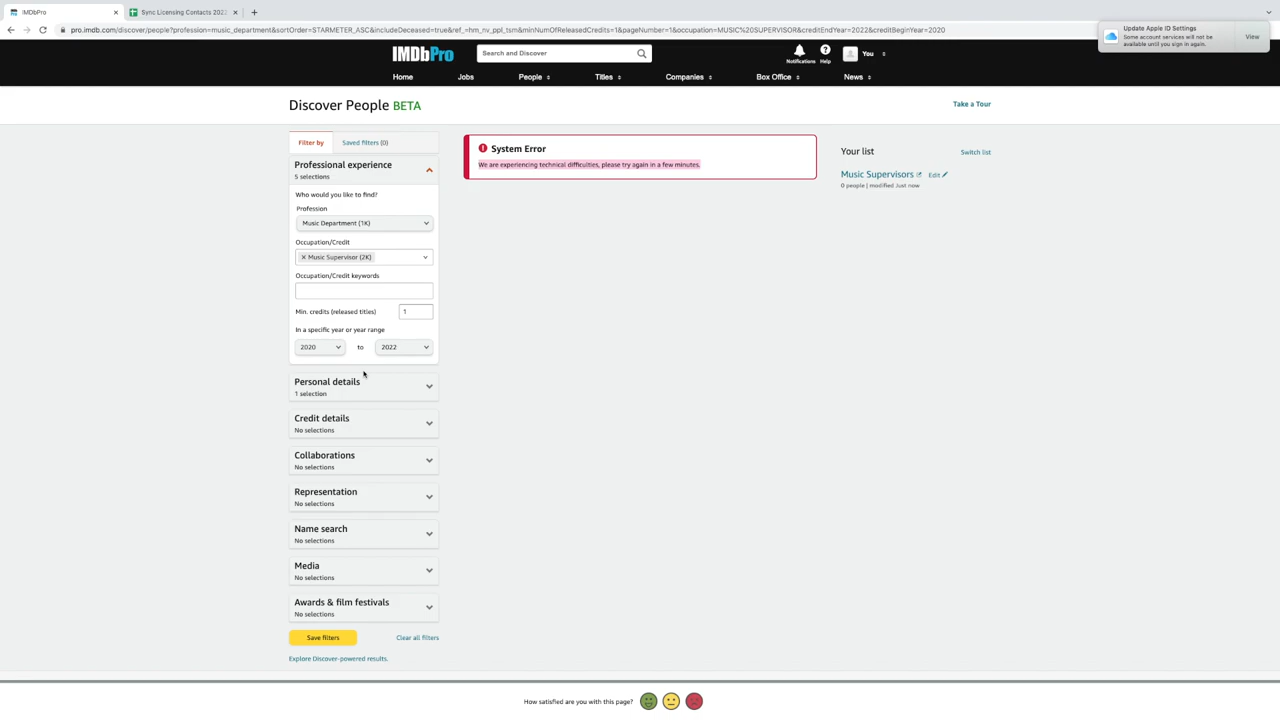 IMDbPro
Sync Licensing Contacts 202
pro.imdb.com/discover/people?profession=music_department&sortOrder=STARMETER_ASC&includeDeceased=true&ref_=hm_nv_ppl_tsm&minNumOfReleasedCredits=1&pageNumber=1&occupation=MUSIC%20SUPERVISOR&creditEndYear=2022&creditBeginYear=2020
Update Apple ID Settings
Some account services will not be
available until you sign in again.
View
IMDbPro
Search and Discover
Notifications
Help
You
Home
Jobs
People
Titles
Companies
Box Office
News
Discover People BETA
Take a Tour
Filter by
Saved filters (0)
Professional experience
5 selections
Who would you like to find?
Profession
Music Department (1K)
Occupation/Credit
X Music Supervisor (2K)
Occupation/Credit keywords
Min. credits (released titles)
1
In a specific year or year range
2020
to
2022
Personal details
1 selection
Credit details
No selections
Collaborations
No selections
Representation
No selections
Name search
No selections
Media
No selections
Awards & film festivals
No selections
Save filters
Clear all filters
Explore Discover-powered results.
System Error
We are experiencing technical difficulties, please try again in a few minutes.
Your list
Switch list
Music Supervisors
Edit
0 people | modified Just now
How satisfied are you with this page?